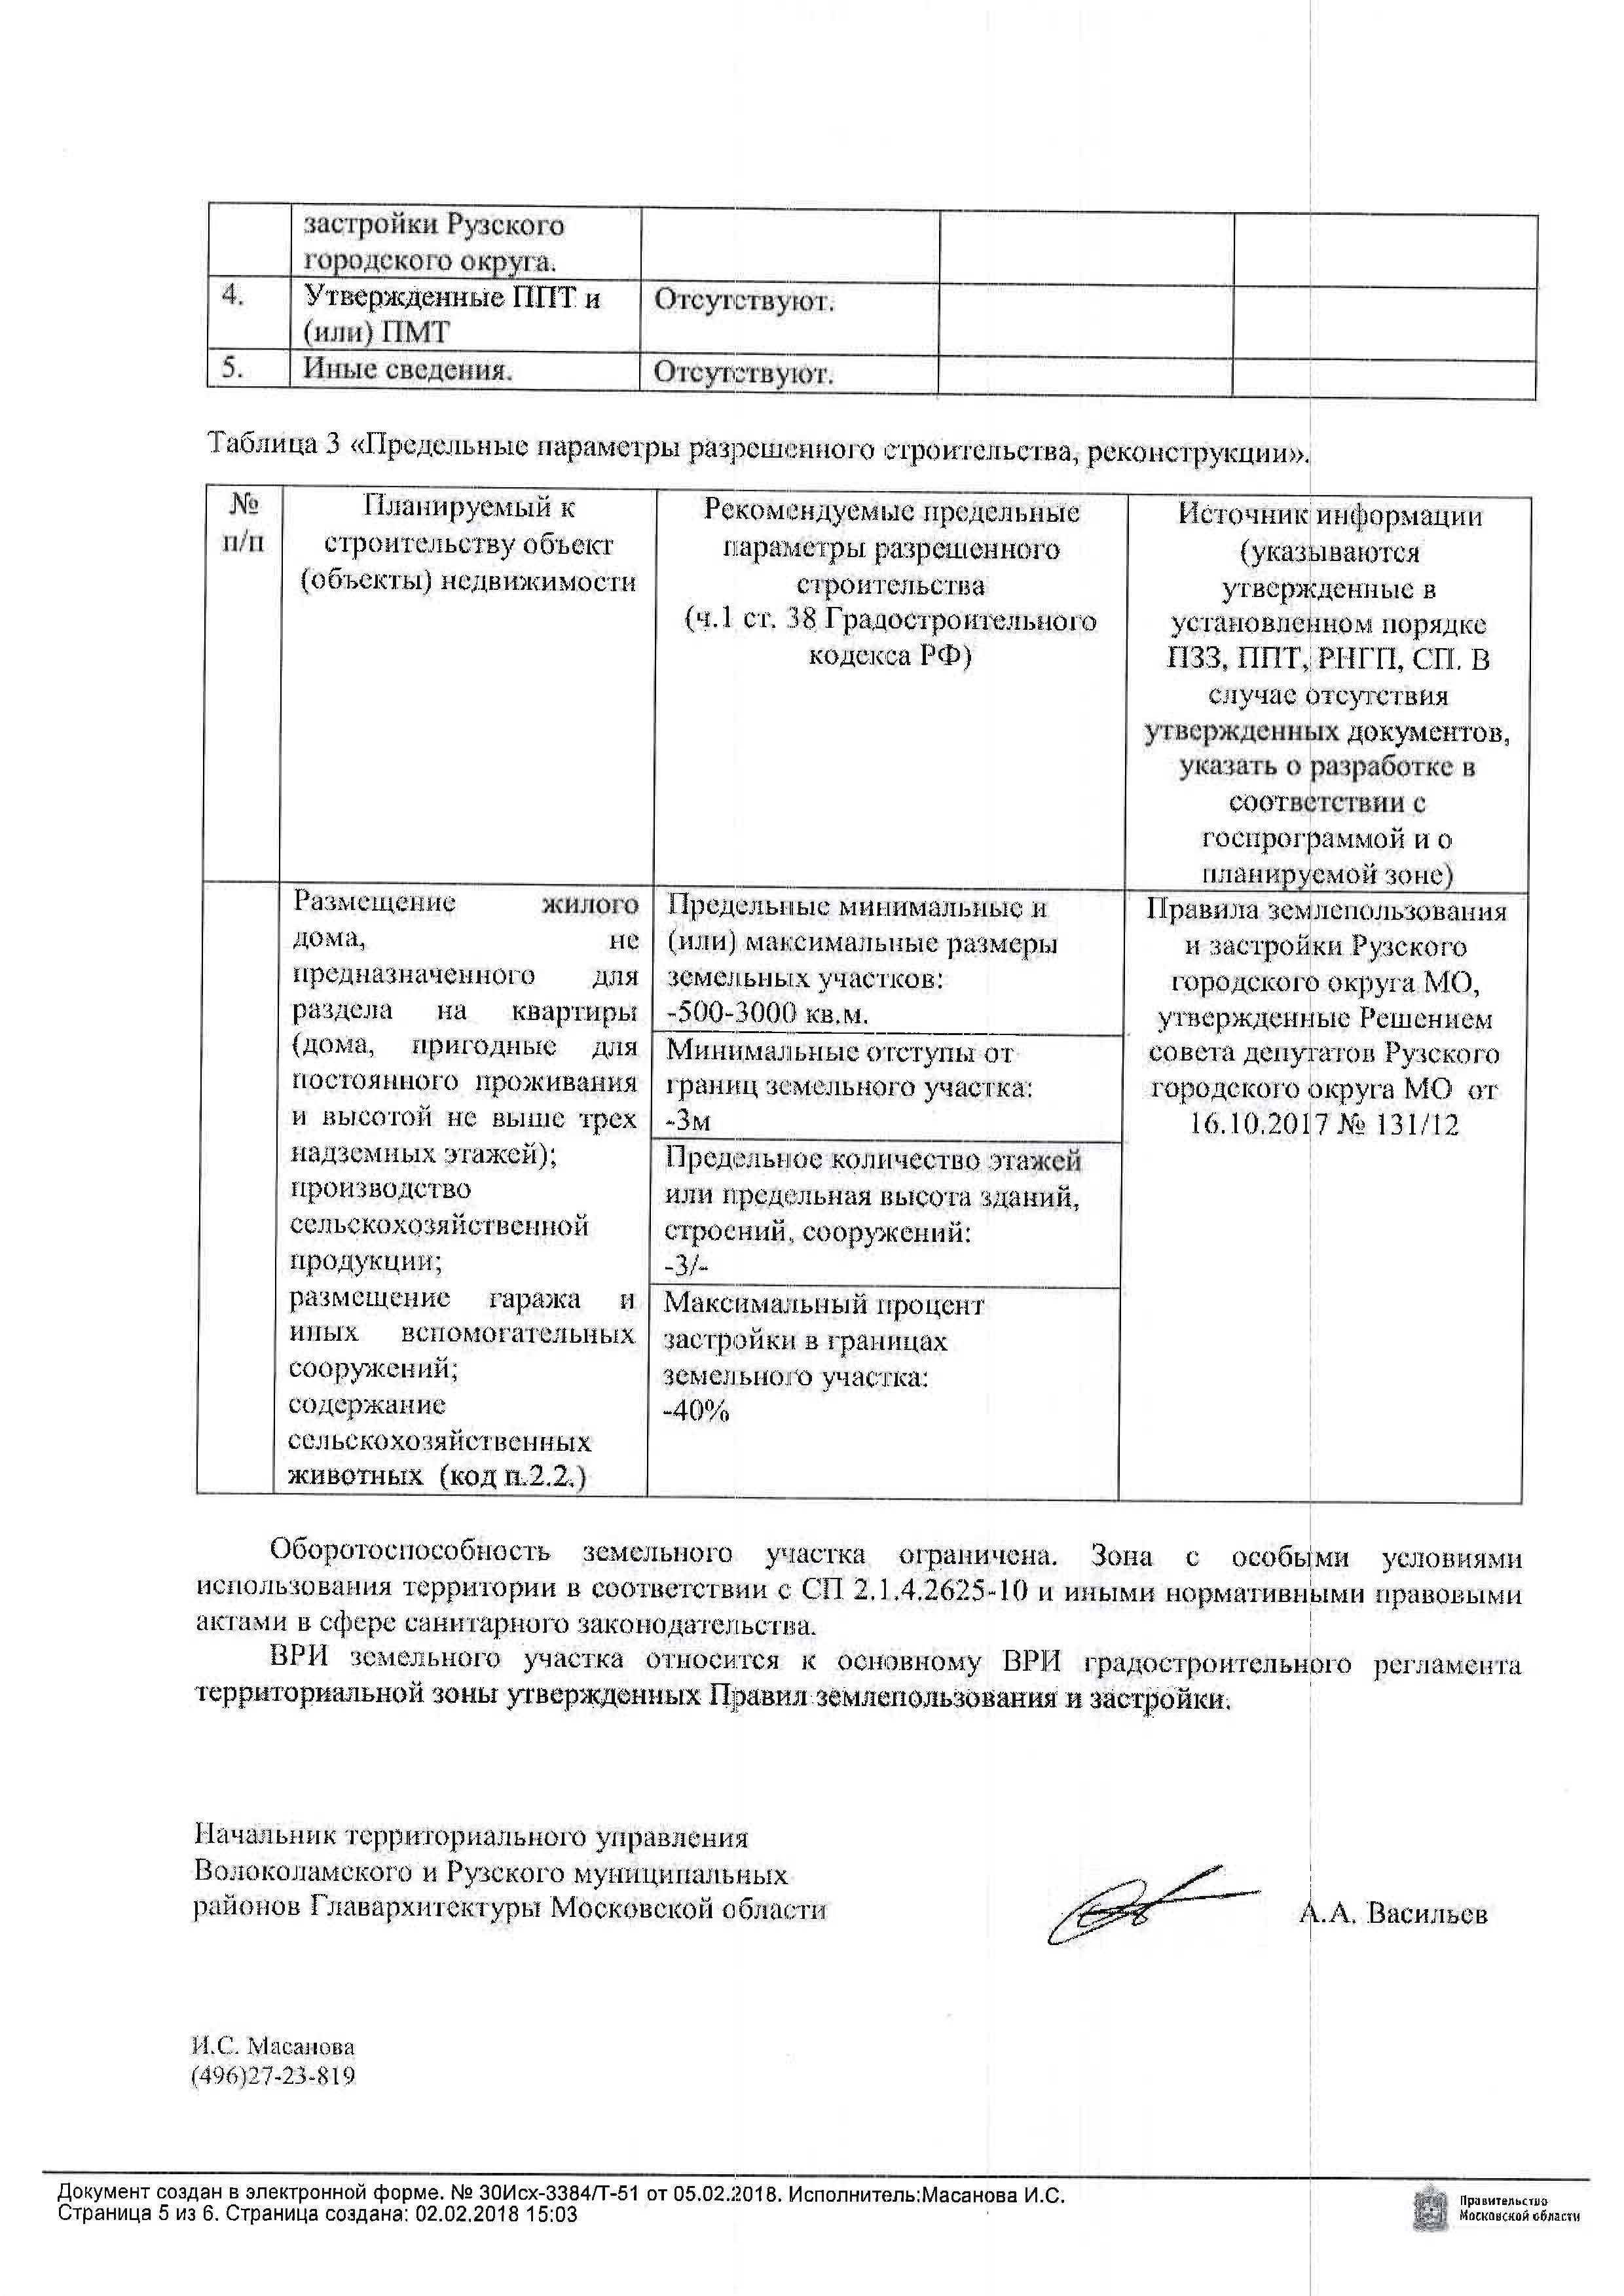 застройки Рузского
городского округа.
4. Утвержденные ППТ и Отсутствуют.
(или) ПМТ
5. Иные сведения. Отсутствуют.
Таблица 3 «Предельные параметры разрешенного строительства, реконструкции».
№
п/п
Планируемый к
строительству объект
(объекты) недвижимости
Рекомендуемые предельные
параметры разрешенного
строительства
(ч.1 ст. 38 Градостроительного
кодекса РФ)
Источник информации
(указываются
утвержденные в
установленном порядке
ПЗЗ, ППТ, РНГП, СП. В
случае отсутствия
утвержденных документов,
указать о разработке в
соответствии с
госпрограммой и о
планируемой зоне)
Размещение жилого
дома, не
предназначенного для
раздела на квартиры
(дома, пригодные для
постоянного проживания
и высотой не выше трех
надземных этажей);
производство
сельскохозяйственной
продукции;
размещение гаража и
иных вспомогательных
сооружений;
содержание
сельскохозяйственных
животных (код п.2.2.)
Предельные минимальные и
(или) максимальные размеры
земельных участков:
-500-3000 кв.м.
Минимальные отступы от
границ земельного участка:
-3м
Предельное количество этажей
или предельная высота зданий,
строений, сооружений:
-3/-
Максимальный процент
застройки в границах
земельного участка:
-40%
Правила землепользования
и застройки Рузского
городского округа МО,
утвержденные Решением
совета депутатов Рузского
городского округа МО от
16.10.2017 № 131/12
Оборотоспособность земельного участка ограничена. Зона с особыми условиями
использования территории в соответствии с СП 2.1.4.2625-10 и иными нормативными правовыми
актами в сфере санитарного законодательства.
ВРИ земельного участка относится к основному ВРИ градостроительного регламента
территориальной зоны утвержденных Правил землепользования и застройки.
Начальник территориального управления
Волоколамского и Рузского муниципальных
районов Главархитектуры Московской области
А.А. Васильев
И.С. Масанова
(496)27-23-819
Документ создан в электронной форме. № 30Исх-3384/Т-51 от 05.02.2018. Исполнитель:Масанова И.С.
Страница 5 из 6. Страница создана: 02.02.2018 15:03
Правительство
Московской области